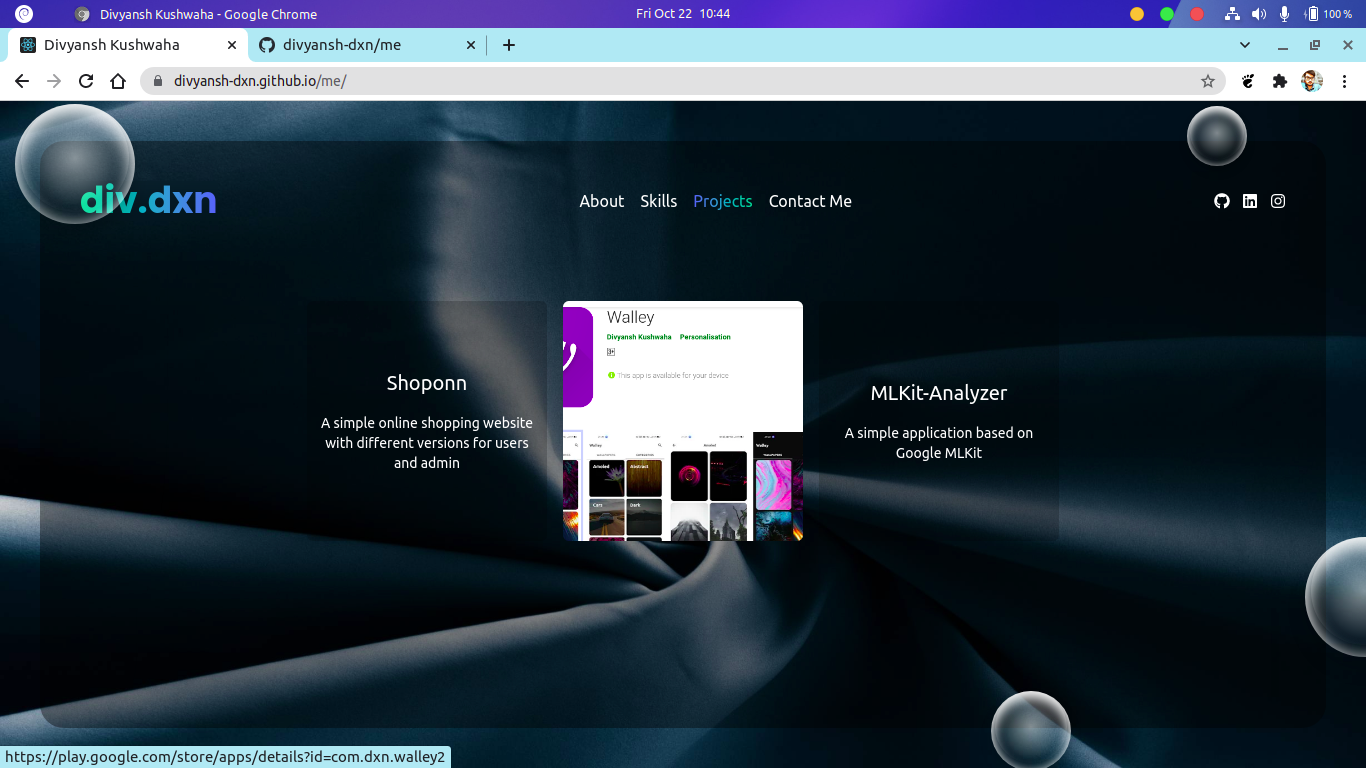 Divyansh Kushwaha - Google Chrome
Fri Oct 22 10:44
100 %
Divyansh Kushwaha
divyansh-dxn/me
divyansh-dxn.github.io/me/
div.dxn
About
Skills
Projects
Contact Me
Shoponn
A simple online shopping website
with different versions for users
and admin
Walley
Divyansh Kushwaha Personalisation
3+
This app is available for your device
Walley
Amoled
Abstract
Cars
Dark
Amoled
Walley
MLKit-Analyzer
A simple application based on
Google MLKit
https://play.google.com/store/apps/details?id=com.dxn.walley2